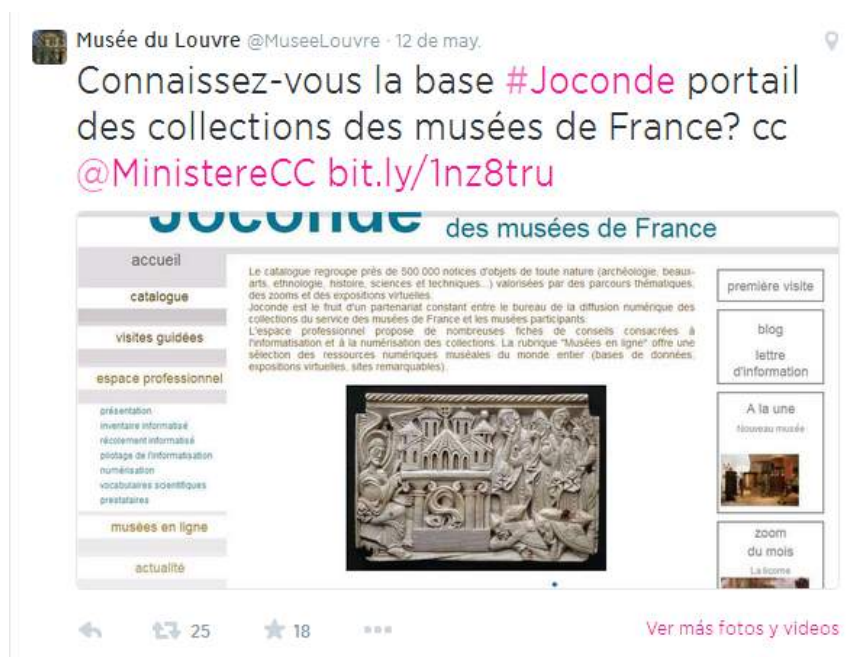 Musée du Louvre @MuseeLouvre · 12 de may.
Connaissez-vous la base #Joconde portail
des collections des musées de France? cc
@MinistereCC bit.ly/1nz8tru
Joconde des musées de France
accueil
catalogue
visites guidées
espace professionnel
présentation
inventaire informatisé
récolement informatisé
pilotage de l'informatisation
numérisation
vocabulaires scientifiques
prestataires
musées en ligne
actualité
Le catalogue regroupe près de 500 000 notices d'objets de toute nature (archéologie, beaux-
arts, ethnologie, histoire, sciences et techniques...) valorisées par des parcours thématiques,
des zooms et des expositions virtuelles.
Joconde est le fruit d'un partenariat constant entre le bureau de la diffusion numérique des
collections du service des musées de France et les musées participants.
L'espace professionnel propose de nombreuses fiches de conseils consacrées à
l'informatisation et à la numérisation des collections. La rubrique "Musées en ligne" offre une
sélection des ressources numériques muséales du monde entier (bases de données,
expositions virtuelles, sites remarquables).
première visite
blog
lettre
d'information
A la une
Nouveau musée
zoom
du mois
La licorne
25
18
Ver más fotos y videos